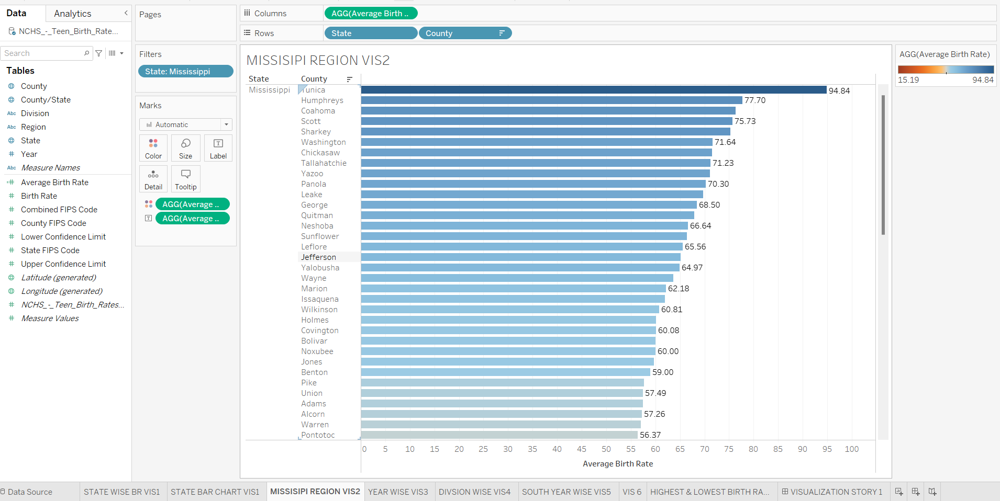 Data
Analytics
NCHS_-_Teen_Birth_Rate...
Search
Tables
County
County/State
Abc Division
Abc Region
State
Year
Abc Measure Names
Average Birth Rate
Birth Rate
Combined FIPS Code
County FIPS Code
Lower Confidence Limit
State FIPS Code
Upper Confidence Limit
Latitude (generated)
Longitude (generated)
NCHS_-_Teen_Birth_Rates...
Measure Values
Pages
Filters
State: Mississippi
Marks
Automatic
Color Size Label
Detail Tooltip
AGG(Average ..
AGG(Average ..
Columns AGG(Average Birth ..
Rows State County
MISSISIPI REGION VIS2
State County
Mississippi Tunica 94.84
Humphreys 77.70
Coahoma
Scott 75.73
Sharkey
Washington 71.64
Chickasaw
Tallahatchie 71.23
Yazoo
Panola 70.30
Leake
George 68.50
Quitman
Neshoba 66.64
Sunflower
Leflore 65.56
Jefferson
Yalobusha 64.97
Wayne
Marion 62.18
Issaquena
Wilkinson 60.81
Holmes
Covington 60.08
Bolivar
Noxubee 60.00
Jones
Benton 59.00
Pike
Union 57.49
Adams
Alcorn 57.26
Warren
Pontotoc 56.37
0 5 10 15 20 25 30 35 40 45 50 55 60 65 70 75 80 85 90 95 100
Average Birth Rate
AGG(Average Birth Rate)
15.19 94.84
Data Source STATE WISE BR VIS1 STATE BAR CHART VIS1 MISSISIPI REGION VIS2 YEAR WISE VIS3 DIVSION WISE VIS4 SOUTH YEAR WISE VIS5 VIS 6 HIGHEST & LOWEST BIRTH RA... VISUALIZATION STORY 1